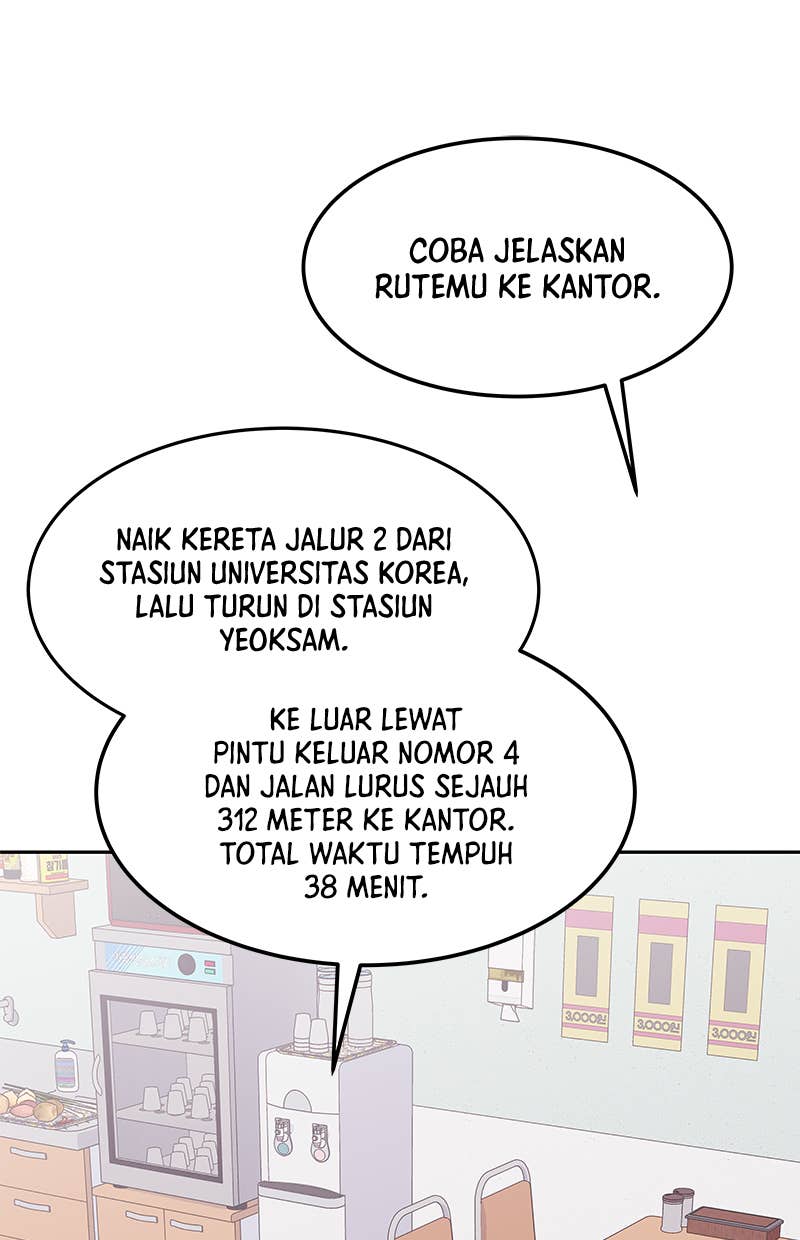 COBA JELASKAN
RUTEMU KE KANTOR.
NAIK KERETA JALUR 2 DARI
STASIUN UNIVERSITAS KOREA,
LALU TURUN DI STASIUN
YEOKSAM.
KE LUAR LEWAT
PINTU KELUAR NOMOR 4
DAN JALAN LURUS SEJAUH
312 METER KE KANTOR.
TOTAL WAKTU TEMPUH
38 MENIT.
3,000원
3,000원
3,000원